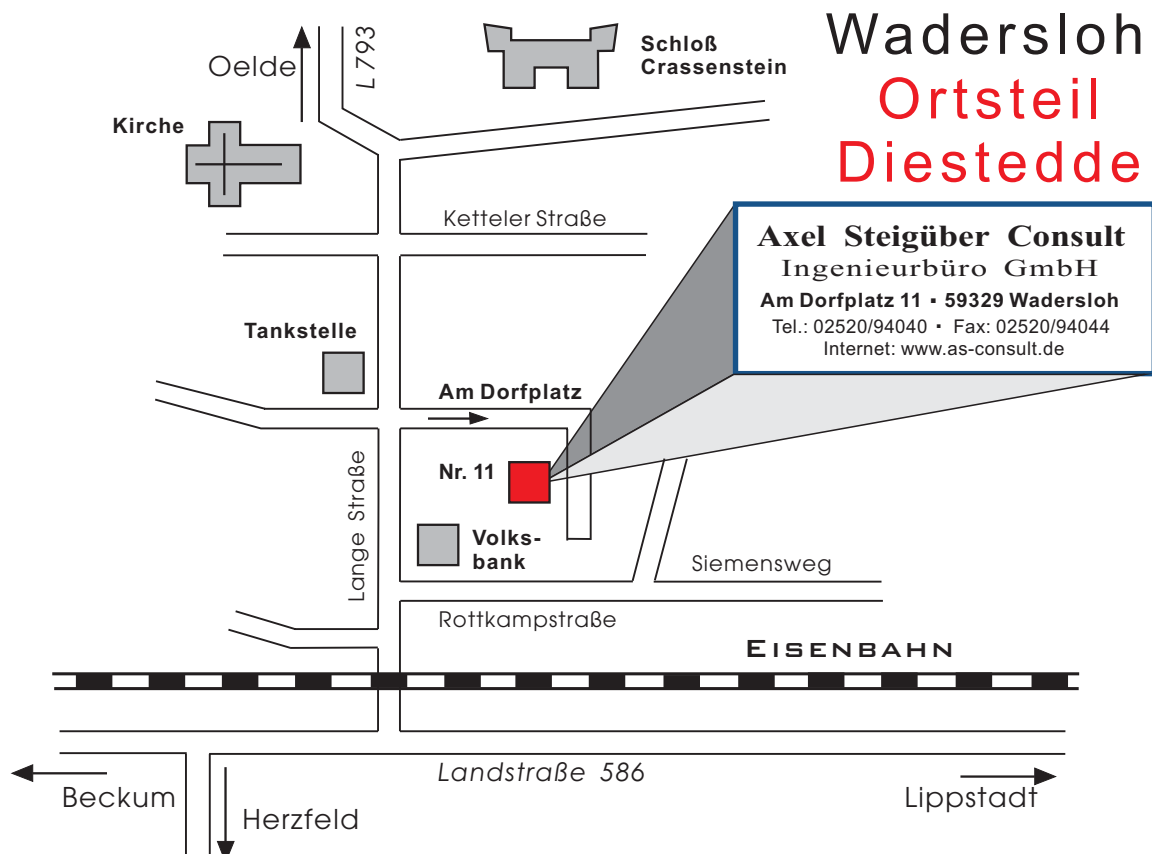 Wadersloh
Ortsteil
Diestedde
Oelde
L 793
Schloß
Crassenstein
Kirche
Ketteler Straße
Axel Steigüber Consult
Ingenieurbüro GmbH
Am Dorfplatz 11 ▪ 59329 Wadersloh
Tel.: 02520/94040 ▪ Fax: 02520/94044
Internet: www.as-consult.de
Tankstelle
Am Dorfplatz
Nr. 11
Lange Straße
Volks-
bank
Siemensweg
Rottkampstraße
EISENBAHN
Landstraße 586
Beckum
Lippstadt
Herzfeld